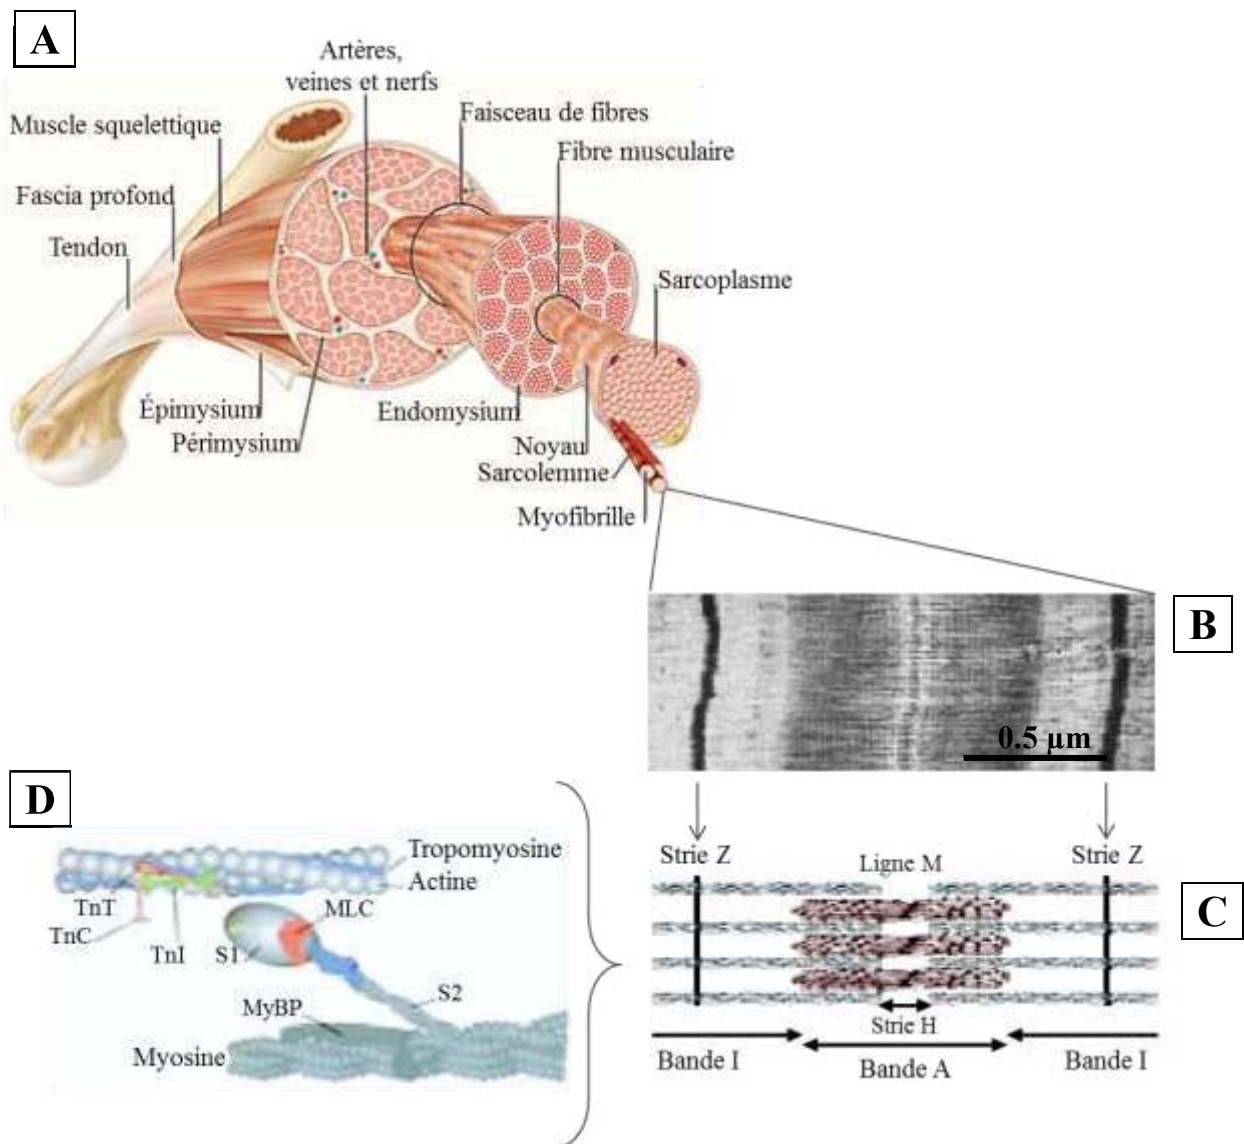 A
Artères,
veines et nerfs
Faisceau de fibres
Muscle squelettique
Fibre musculaire
Fascia profond
Tendon
Sarcoplasme
Épimysium
Endomysium
Périmysium
Noyau
Sarcolemme
Myofibrille
B
0.5 µm
D
Tropomyosine
Actine
TnT
MLC
TnC
TnI
S1
S2
MyBP
Myosine
Strie Z
Ligne M
Strie Z
C
Strie H
Bande I
Bande A
Bande I